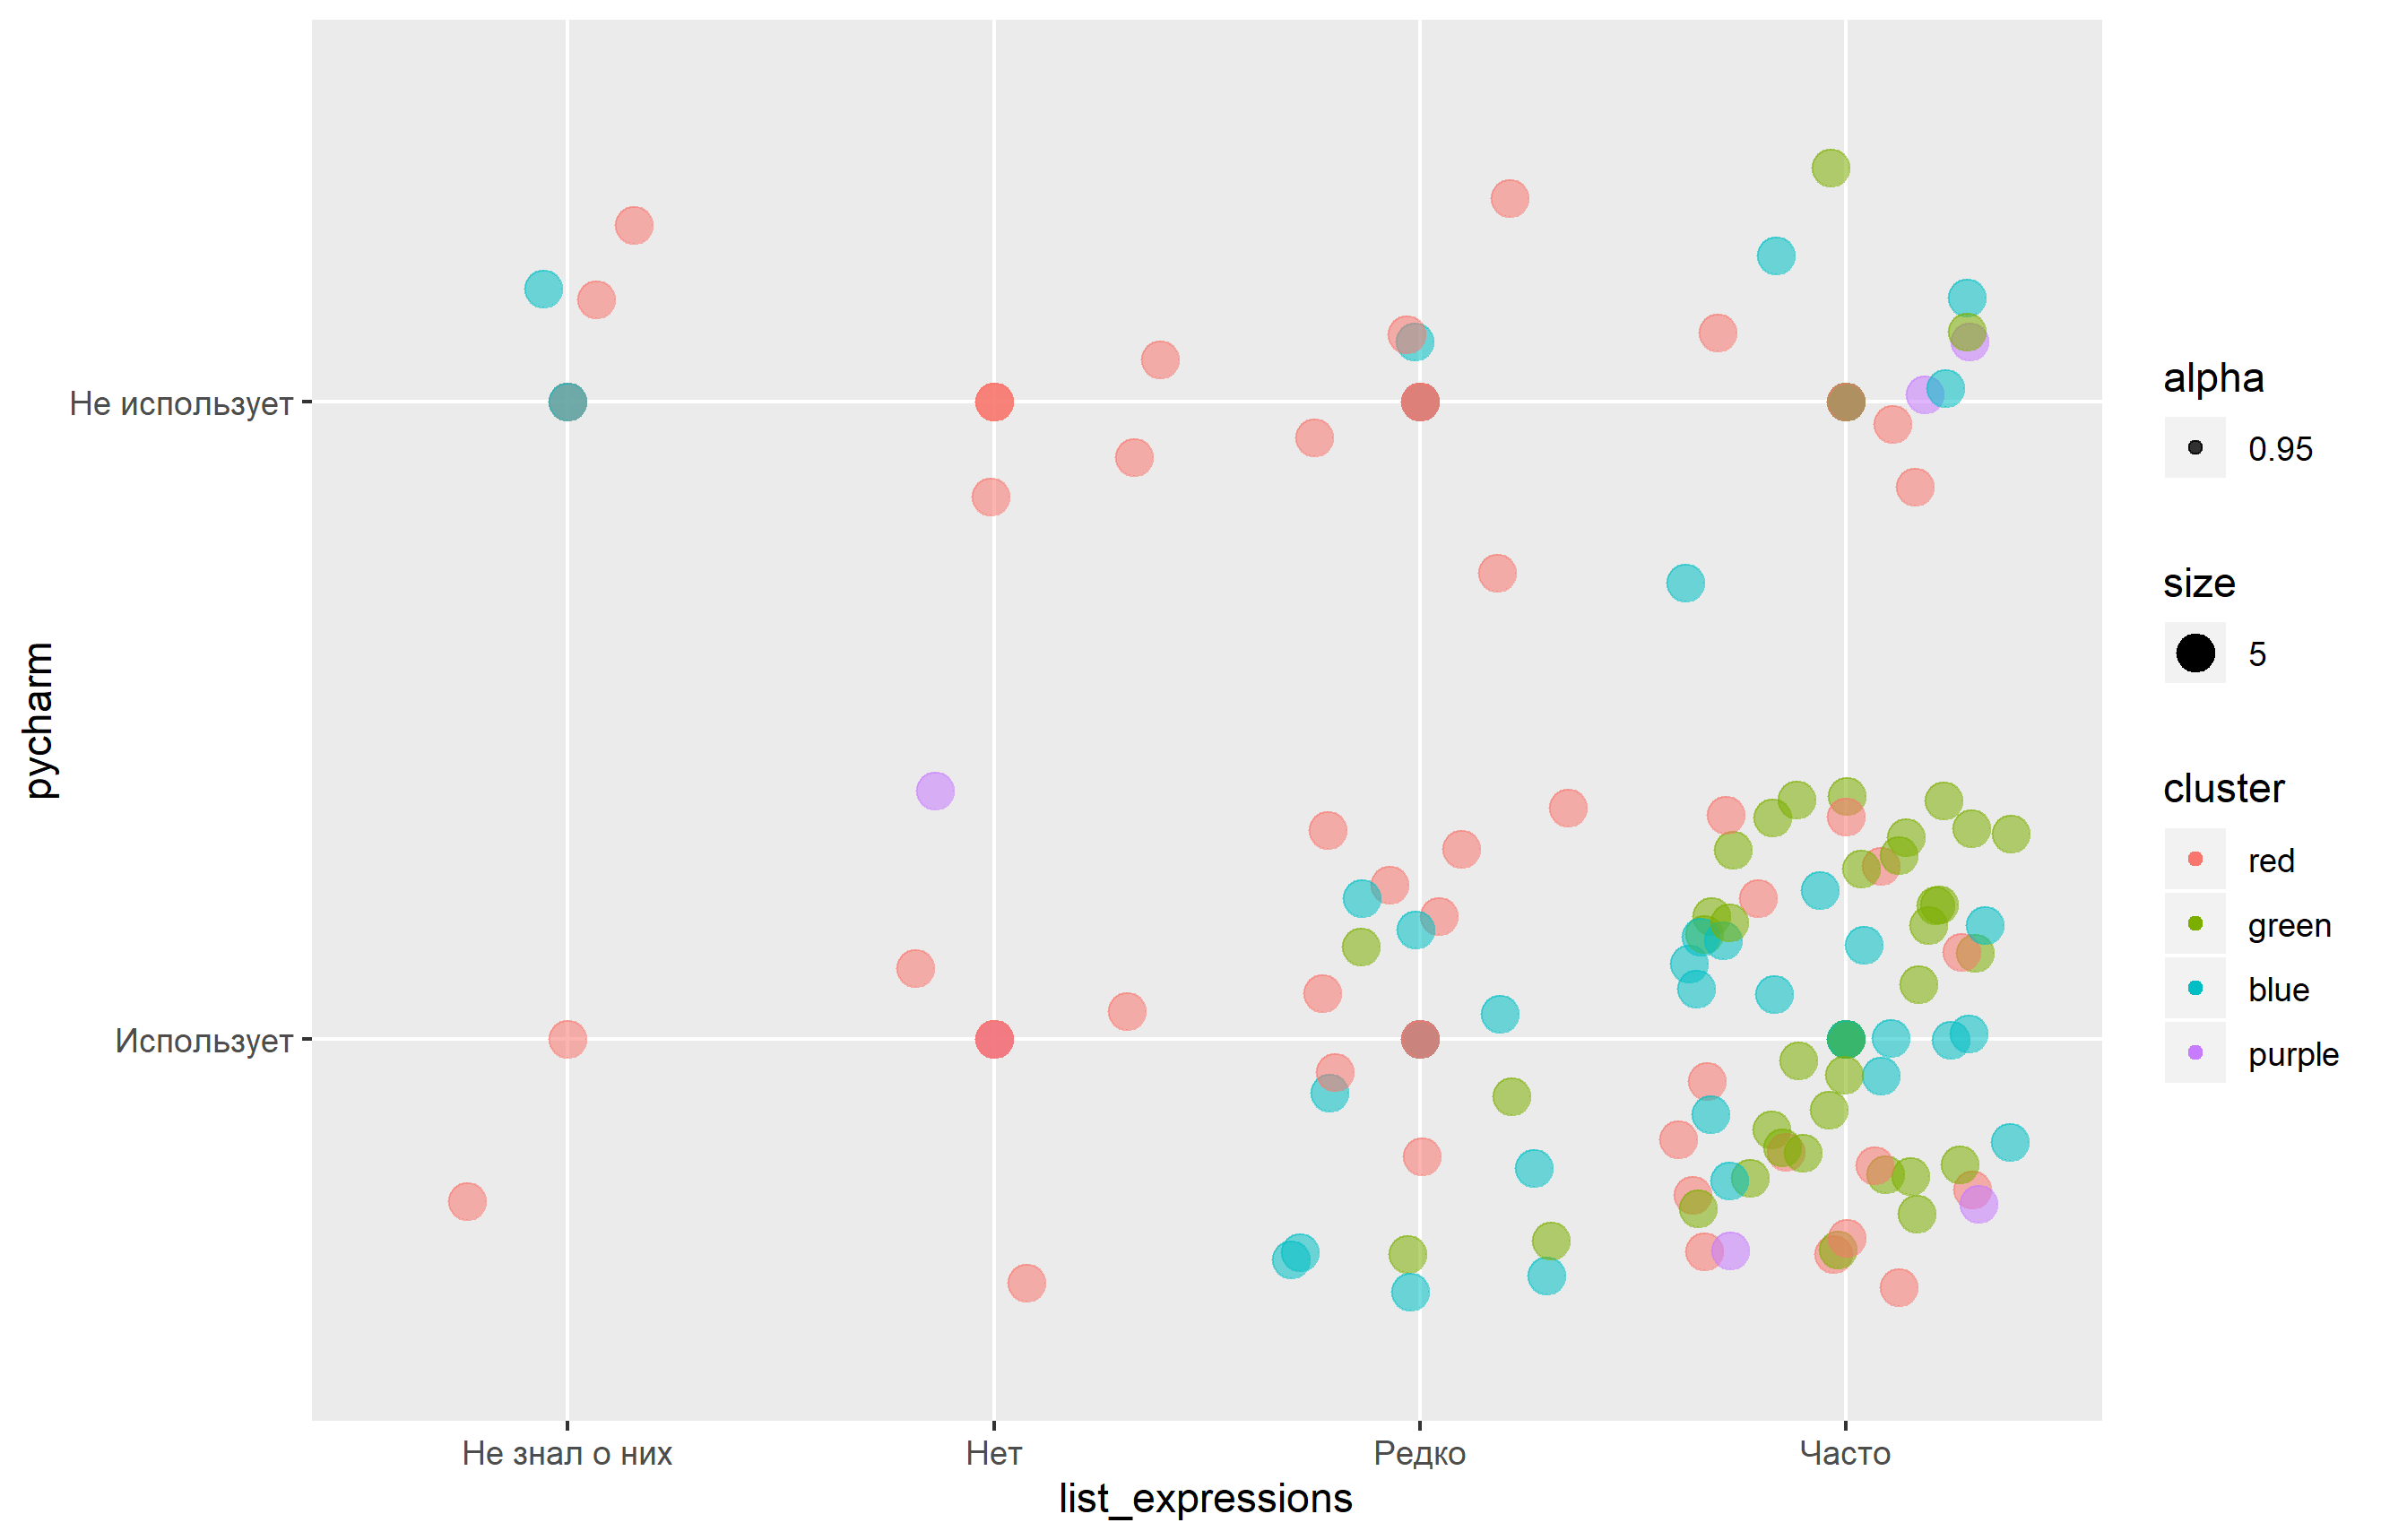 pycharm
Не использует
Использует
Не знал о них
Нет
Редко
Часто
list_expressions
alpha
0.95
size
5
cluster
red
green
blue
purple